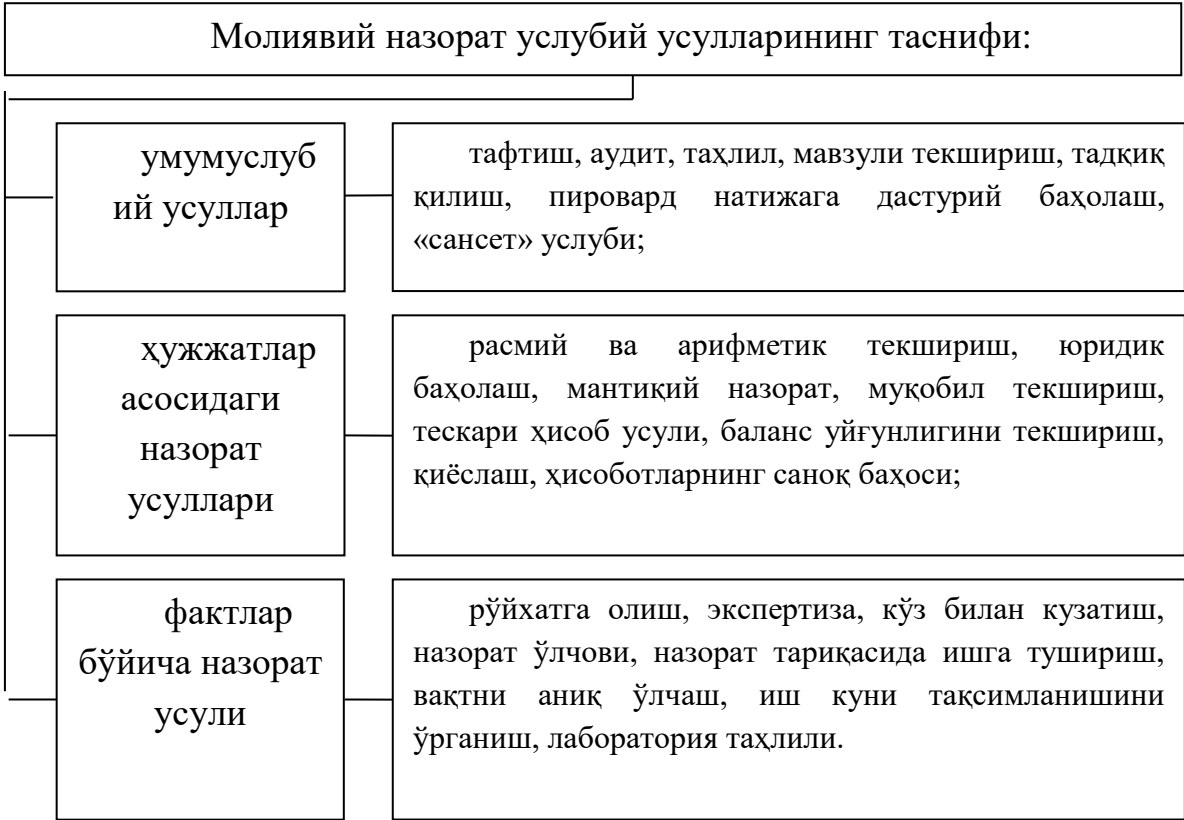 Молиявий назорат услубий усулларининг таснифи:
умумуслуб
ий усуллар
тафтиш, аудит, таҳлил, мавзули текшириш, тадқиқ
қилиш, пировард натижага дастурий баҳолаш,
«сансет» услуби;
ҳужжатлар
асосидаги
назорат
усуллари
расмий ва арифметик текшириш, юридик
баҳолаш, мантиқий назорат, муқобил текшириш,
тескари ҳисоб усули, баланс уйғунлигини текшириш,
қиёслаш, ҳисоботларнинг саноқ баҳоси;
фактлар
бўйича назорат
усули
рўйхатга олиш, экспертиза, кўз билан кузатиш,
назорат ўлчови, назорат тариқасида ишга тушириш,
вақтни аниқ ўлчаш, иш куни тақсимланишини
ўрганиш, лаборатория таҳлили.